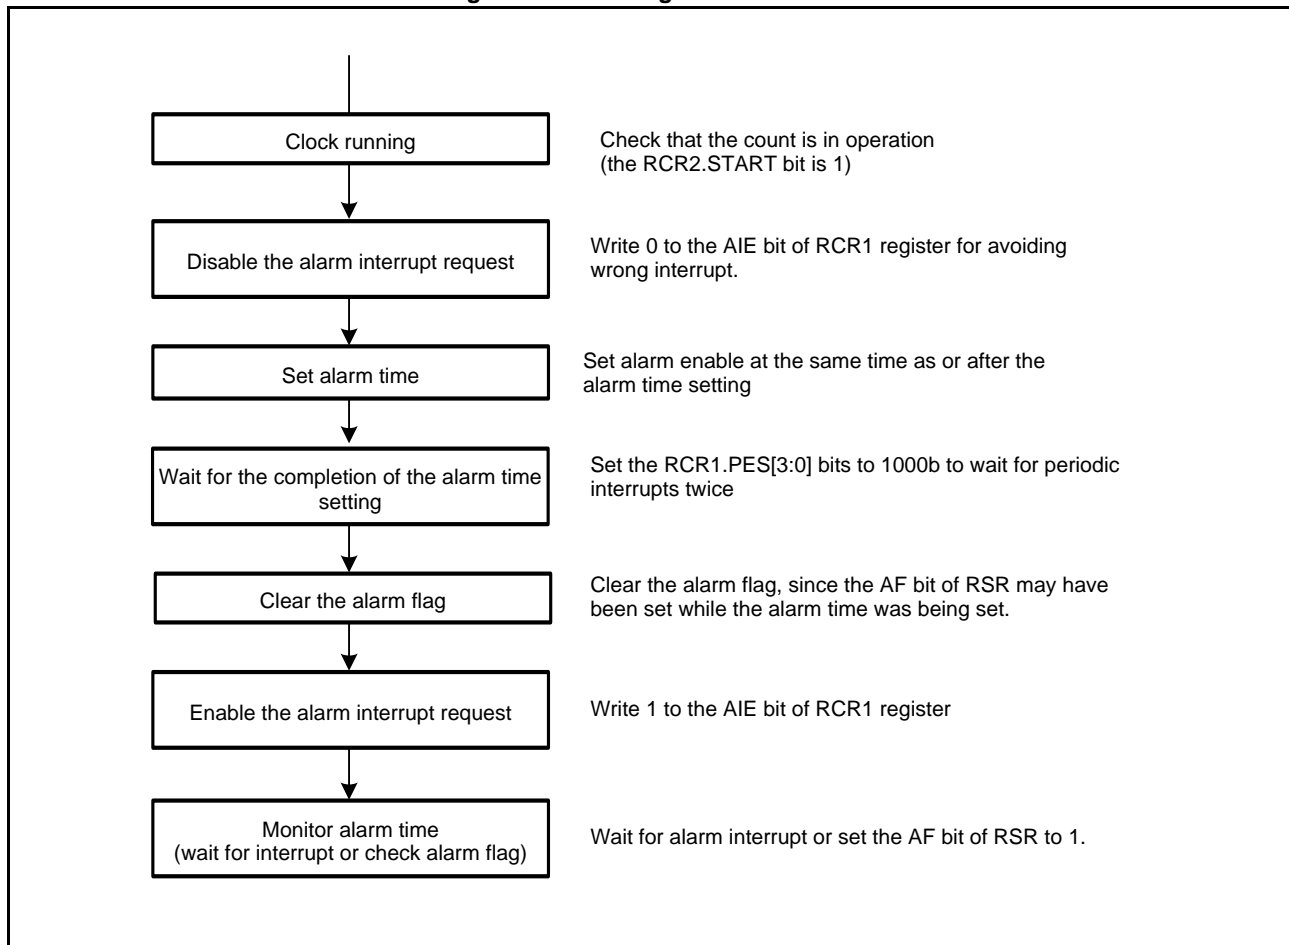 Clock running
Check that the count is in operation
(the RCR2.START bit is 1)
Disable the alarm interrupt request
Write 0 to the AIE bit of RCR1 register for avoiding
wrong interrupt.
Set alarm time
Set alarm enable at the same time as or after the
alarm time setting
Wait for the completion of the alarm time
setting
Set the RCR1.PES[3:0] bits to 1000b to wait for periodic
interrupts twice
Clear the alarm flag
Clear the alarm flag, since the AF bit of RSR may have
been set while the alarm time was being set.
Enable the alarm interrupt request
Write 1 to the AIE bit of RCR1 register
Monitor alarm time
(wait for interrupt or check alarm flag)
Wait for alarm interrupt or set the AF bit of RSR to 1.